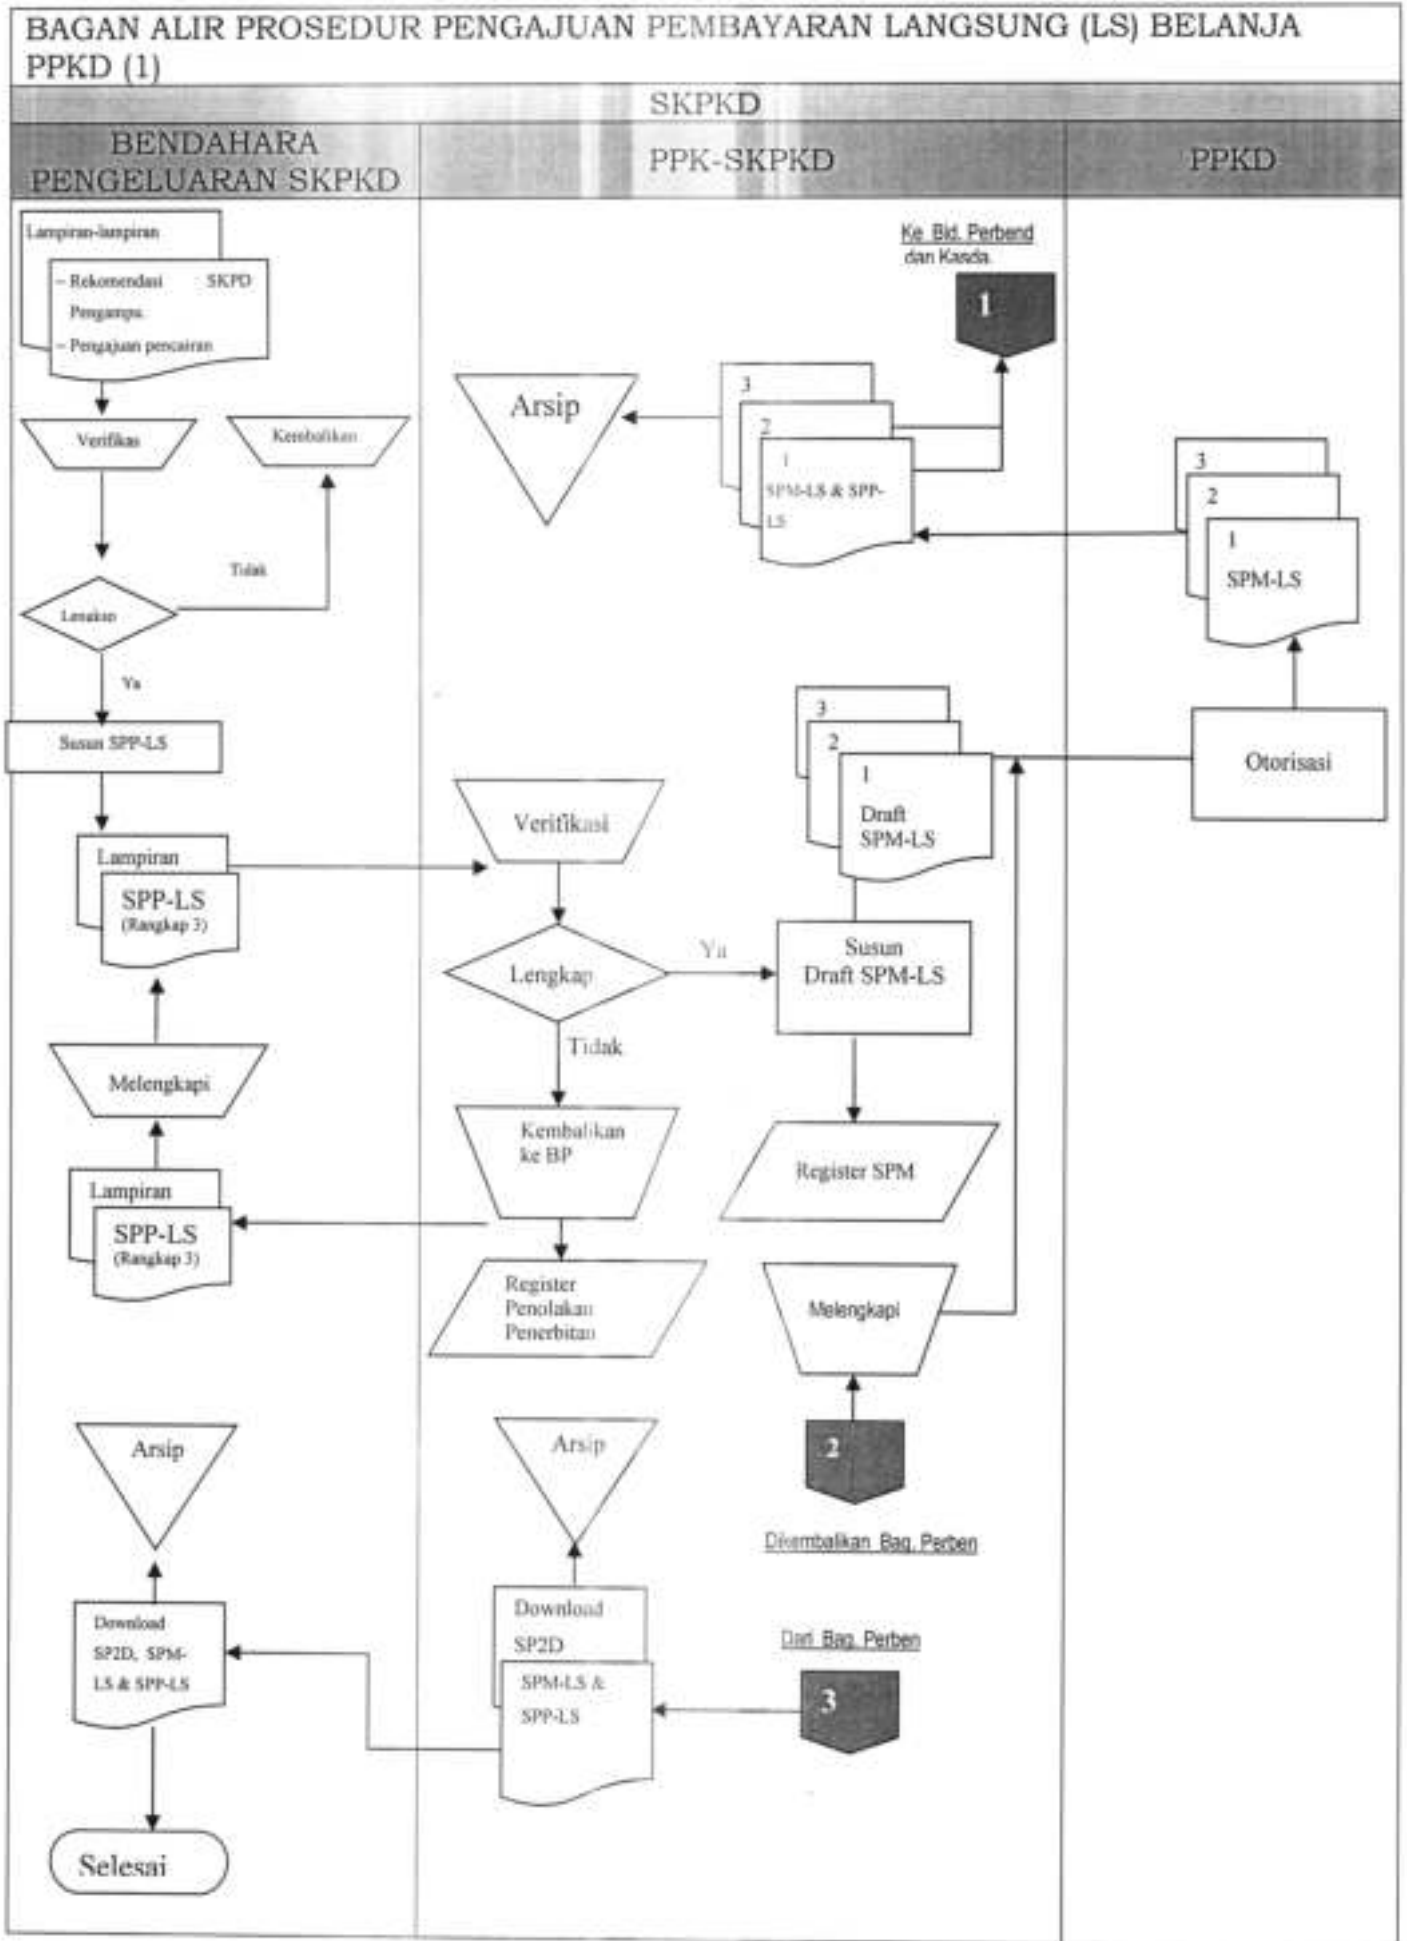 BAGAN ALIR PROSEDUR PENGAJUAN PEMBAYARAN LANGSUNG (LS) BELANJA
PPKD (1)
SKPKD
BENDAHARA
PENGELUARAN SKPKD
PPK-SKPKD
PPKD
Lampiran-lampiran
– Rekomendasi SKPD
Pengampu.
– Pengajuan pencairan
Verifikas
Kembalikan
Tidak
Ya
Susun SPP-LS
Lampiran
SPP-LS
(Rangkap 3)
Melengkapi
Lampiran
SPP-LS
(Rangkap 3)
Arsip
Download
SP2D, SPM-
LS & SPP-LS
Selesai
Ke Bid. Perbend
dan Kasda.
1
Arsip
3
2
1
SPM-LS & SPP-
LS
3
2
1
Draft
SPM-LS
Verifikasi
Lengkap
Ya
Susun
Draft SPM-LS
Tidak
Kembalikan
ke BP
Register SPM
Register
Penolakan
Penerbitan
Melengkapi
2
Dikembalikan Bag. Perben
Arsip
Download
SP2D
SPM-LS &
SPP-LS
Dari Bag. Perben
3
3
2
1
SPM-LS
Otorisasi